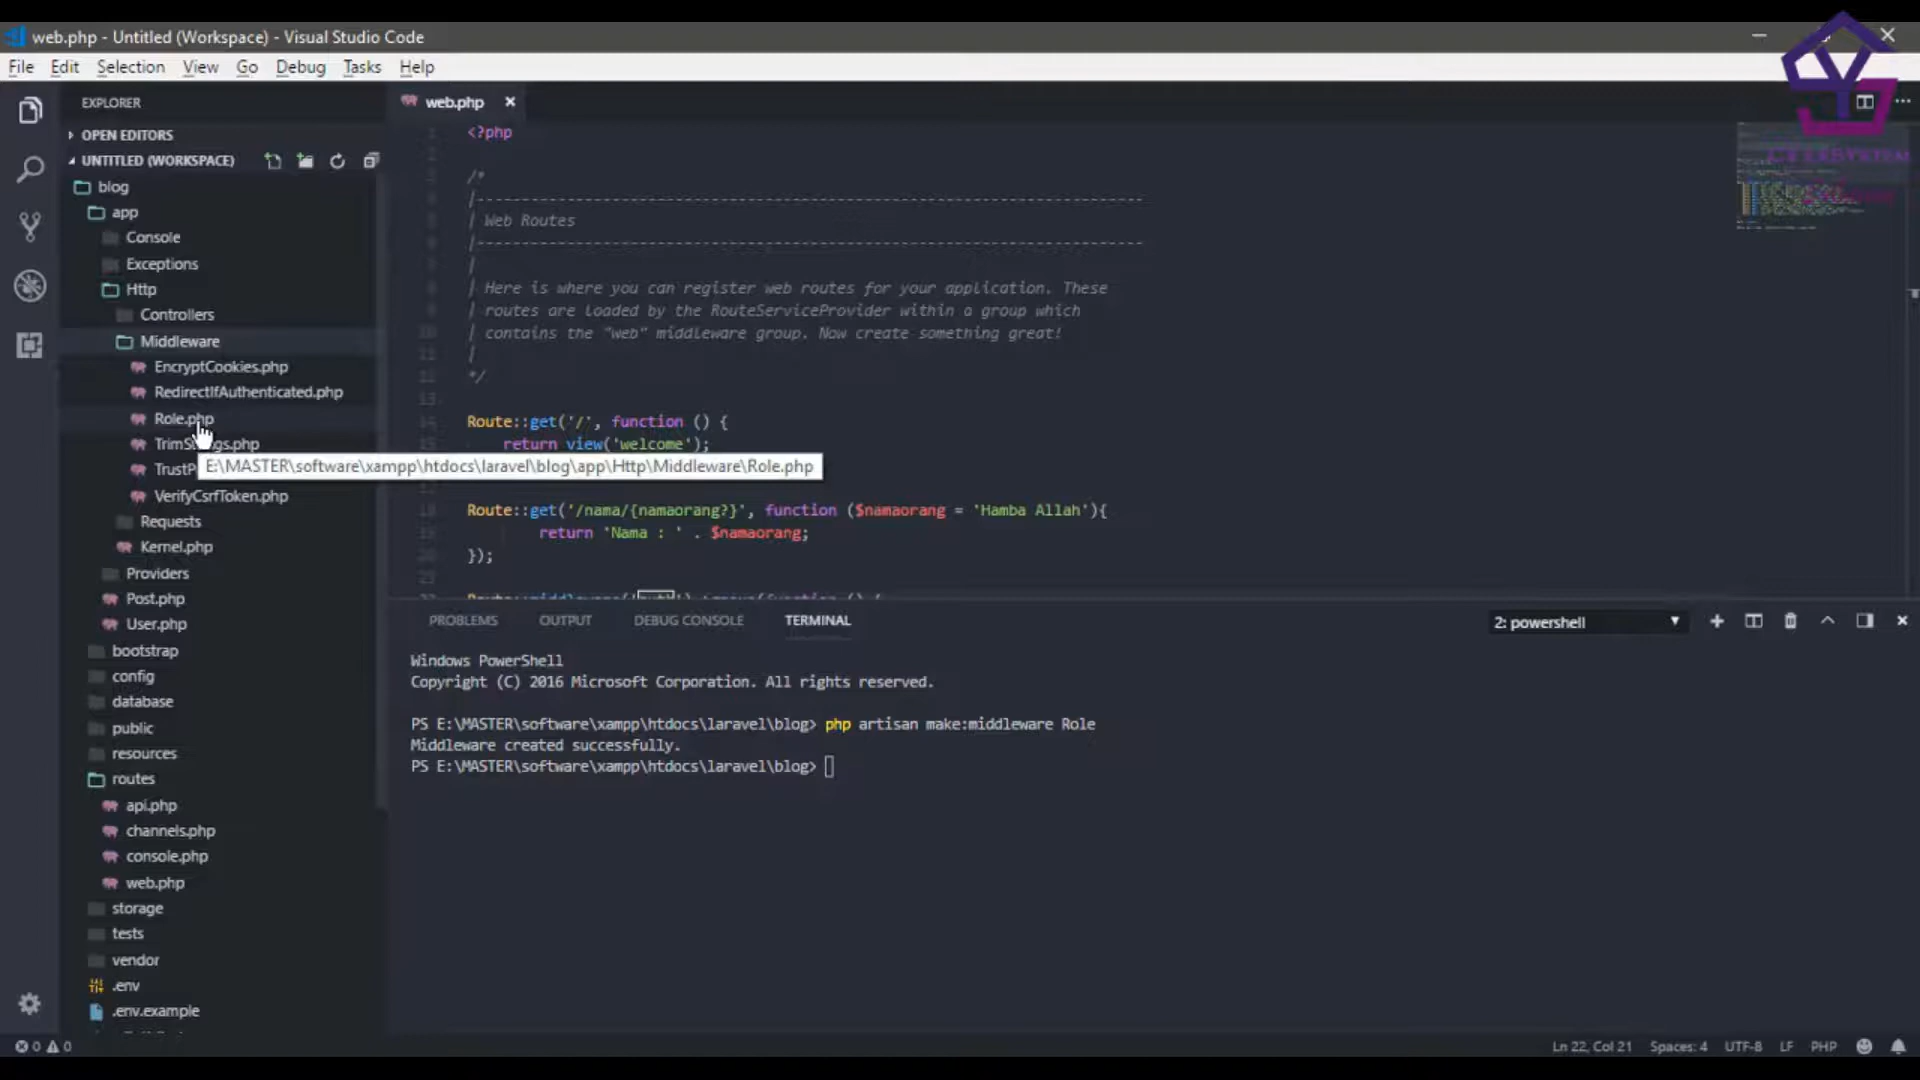 web.php - Untitled (Workspace) - Visual Studio Code
File Edit Selection View Go Debug Tasks Help
EXPLORER
OPEN EDITORS
UNTITLED (WORKSPACE)
blog
app
Console
Exceptions
Http
Controllers
Middleware
EncryptCookies.php
RedirectIfAuthenticated.php
Role.php
E:\MASTER\software\xampp\htdocs\laravel\blog\app\Http\Middleware\Role.php
VerifyCsrfToken.php
Requests
Kernel.php
Providers
Post.php
User.php
bootstrap
config
database
public
resources
routes
api.php
channels.php
console.php
web.php
storage
tests
vendor
.env
.env.example
web.php
<?php
/*
|--------------------------------------------------------------------------
| Web Routes
|--------------------------------------------------------------------------
|
| Here is where you can register web routes for your application. These
| routes are loaded by the RouteServiceProvider within a group which
| contains the "web" middleware group. Now create something great!
|
*/
Route::get('/', function () {
return view('welcome');
Route::get('/nama/{namaorang?}', function ($namaorang = 'Hamba Allah'){
return 'Nama : ' . $namaorang;
});
PROBLEMS OUTPUT DEBUG CONSOLE TERMINAL
2: powershell
Windows PowerShell
Copyright (C) 2016 Microsoft Corporation. All rights reserved.
PS E:\MASTER\software\xampp\htdocs\laravel\blog> php artisan make:middleware Role
Middleware created successfully.
PS E:\MASTER\software\xampp\htdocs\laravel\blog>
0 0
Ln 22, Col 21 Spaces: 4 UTF-8 LF PHP